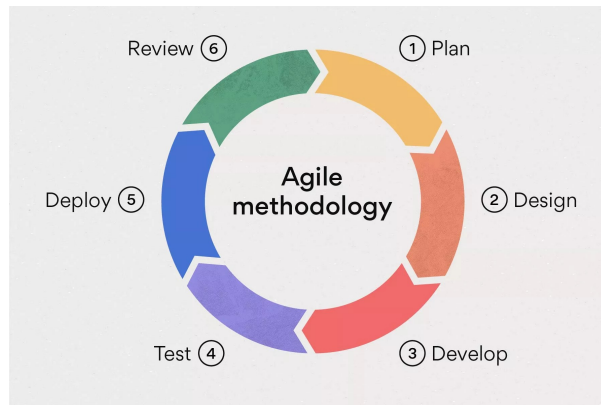 Review 6
1 Plan
Agile
methodology
Deploy 5
2 Design
Test 4
3 Develop